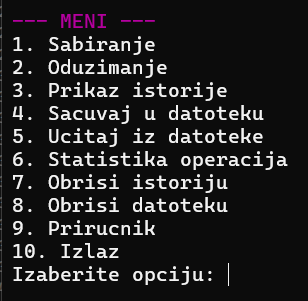 --- MENI ---
1. Sabiranje
2. Oduzimanje
3. Prikaz istorije
4. Sacuvaj u datoteku
5. Ucitaj iz datoteke
6. Statistika operacija
7. Obrisi istoriju
8. Obrisi datoteku
9. Prirucnik
10. Izlaz
Izaberite opciju: